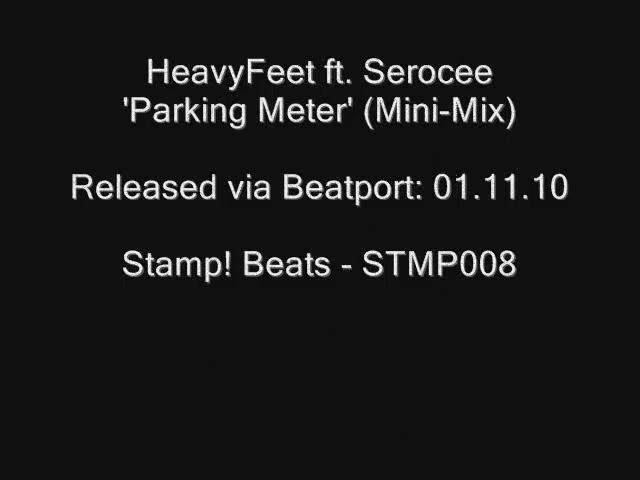 HeavyFeet ft. Serocee
'Parking Meter' (Mini-Mix)
Released via Beatport: 01.11.10
Stamp! Beats - STMP008